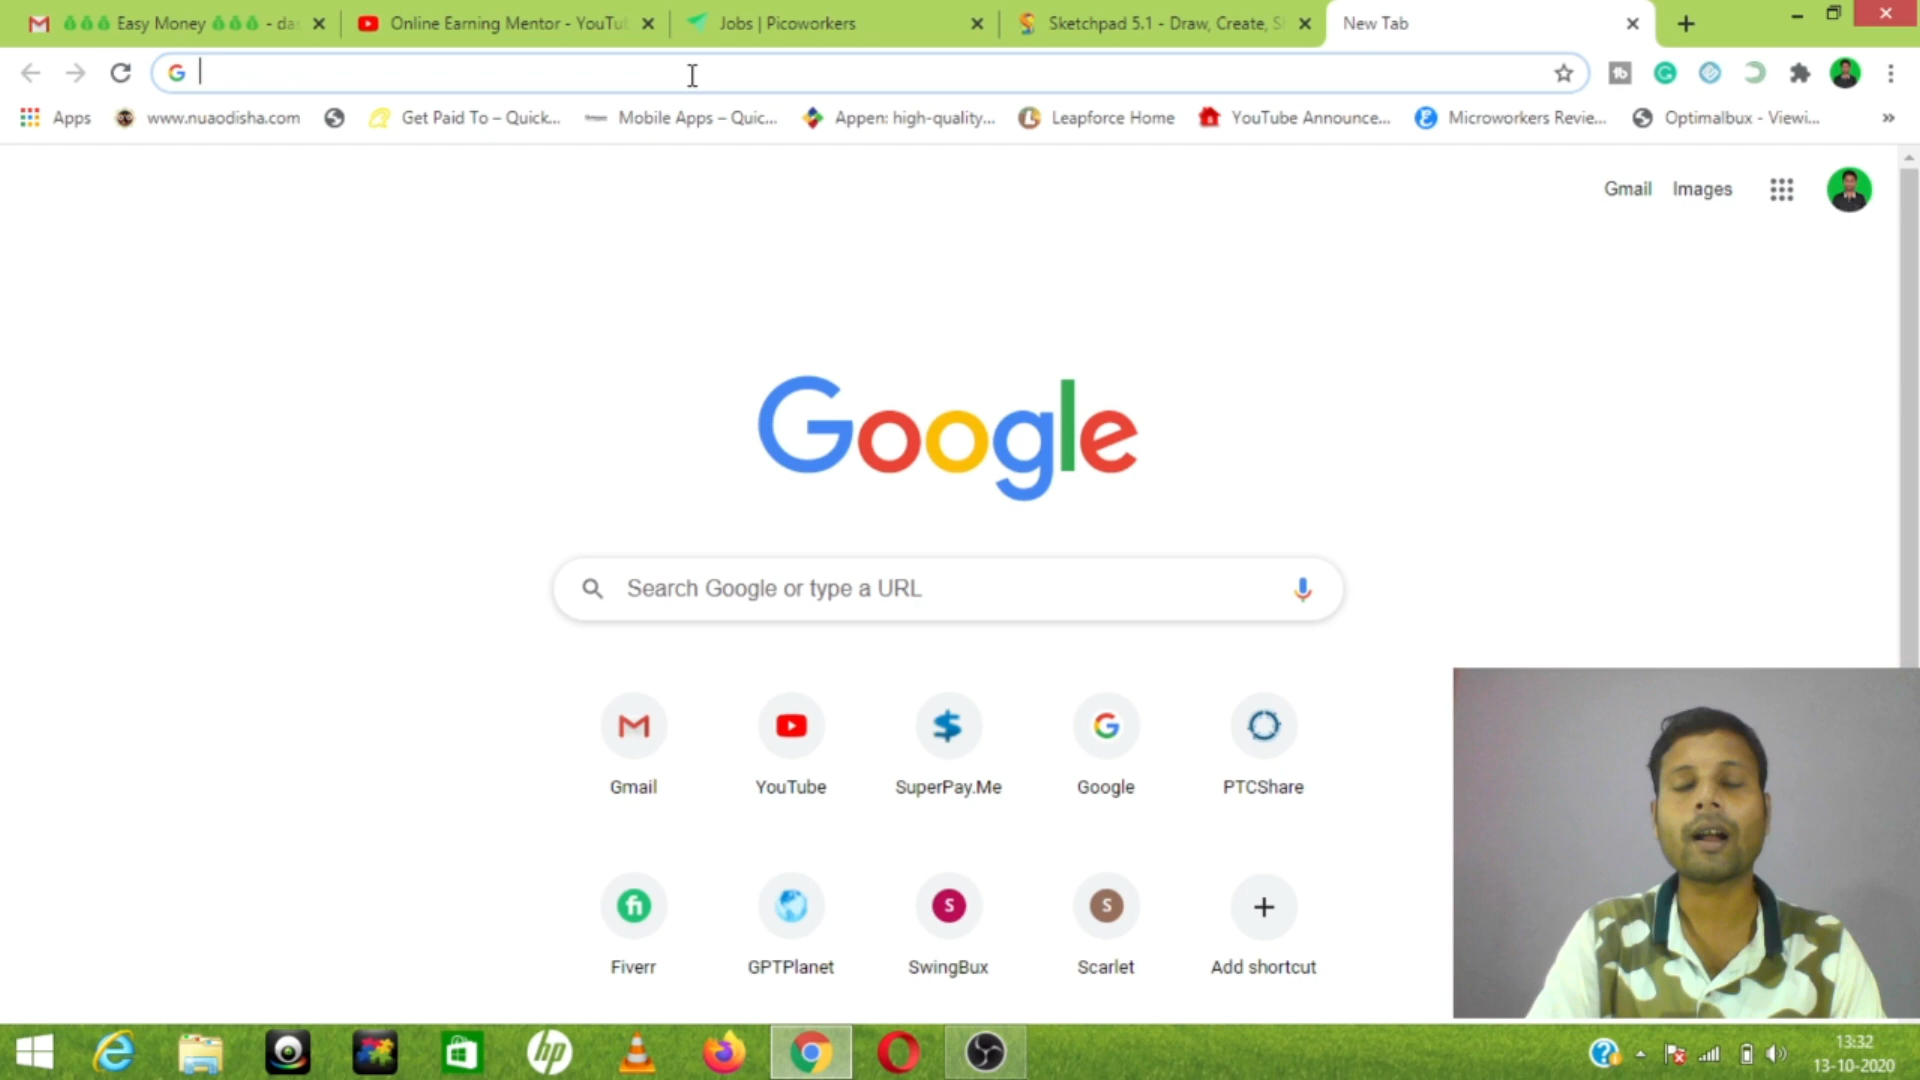 Easy Money - da
Online Earning Mentor - YouTu
Jobs | Picoworkers
Sketchpad 5.1 - Draw, Create, S
New Tab
Apps
www.nuaodisha.com
Get Paid To – Quick...
Mobile Apps – Quic...
Appen: high-quality...
Leapforce Home
YouTube Announce...
Microworkers Revie...
Optimalbux - Viewi...
»
Gmail
Images
Google
Search Google or type a URL
Gmail
YouTube
SuperPay.Me
Google
PTCShare
Fiverr
GPTPlanet
SwingBux
Scarlet
Add shortcut
13:32
13-10-2020